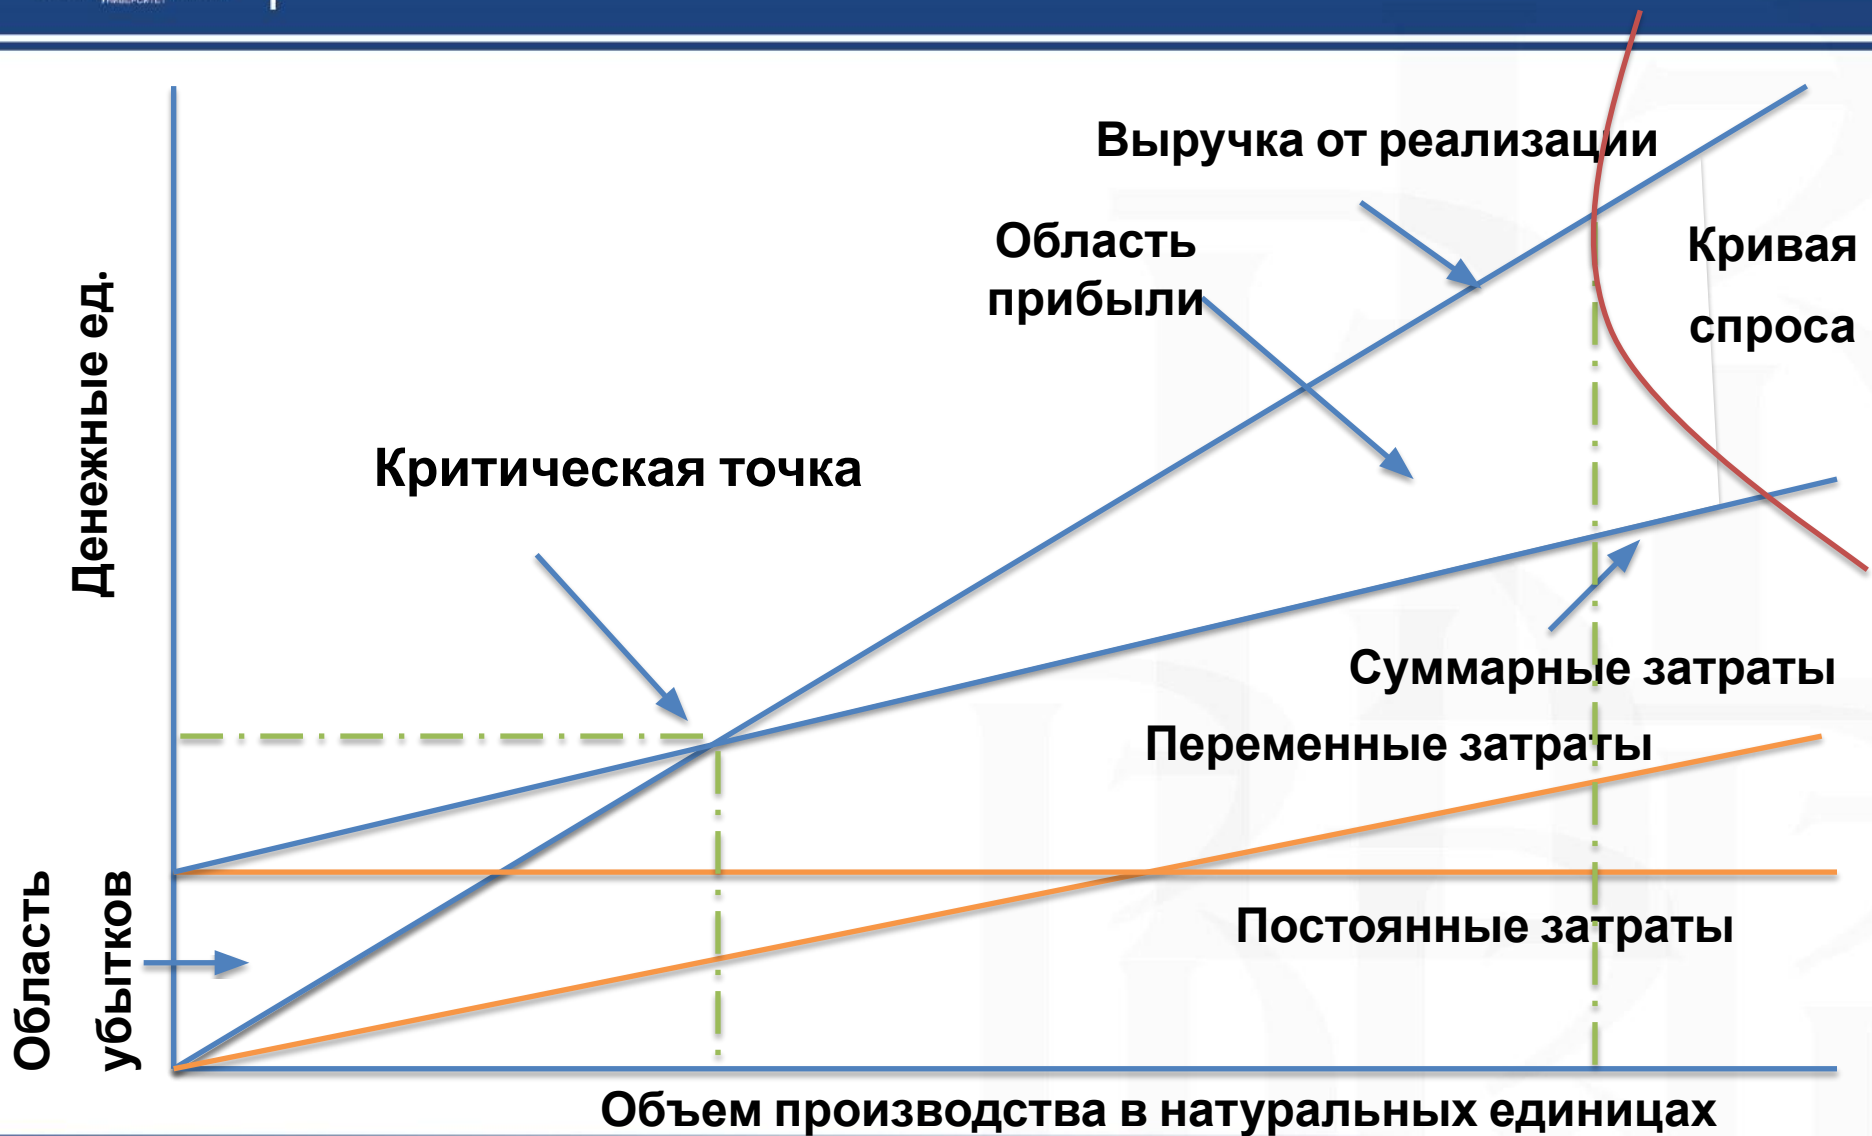 УНИВЕРСИТЕТ
Выручка от реализации
Область
прибыли
Кривая
спроса
Денежные ед.
Критическая точка
Суммарные затраты
Переменные затраты
Область
убытков
Постоянные затраты
Объем производства в натуральных единицах